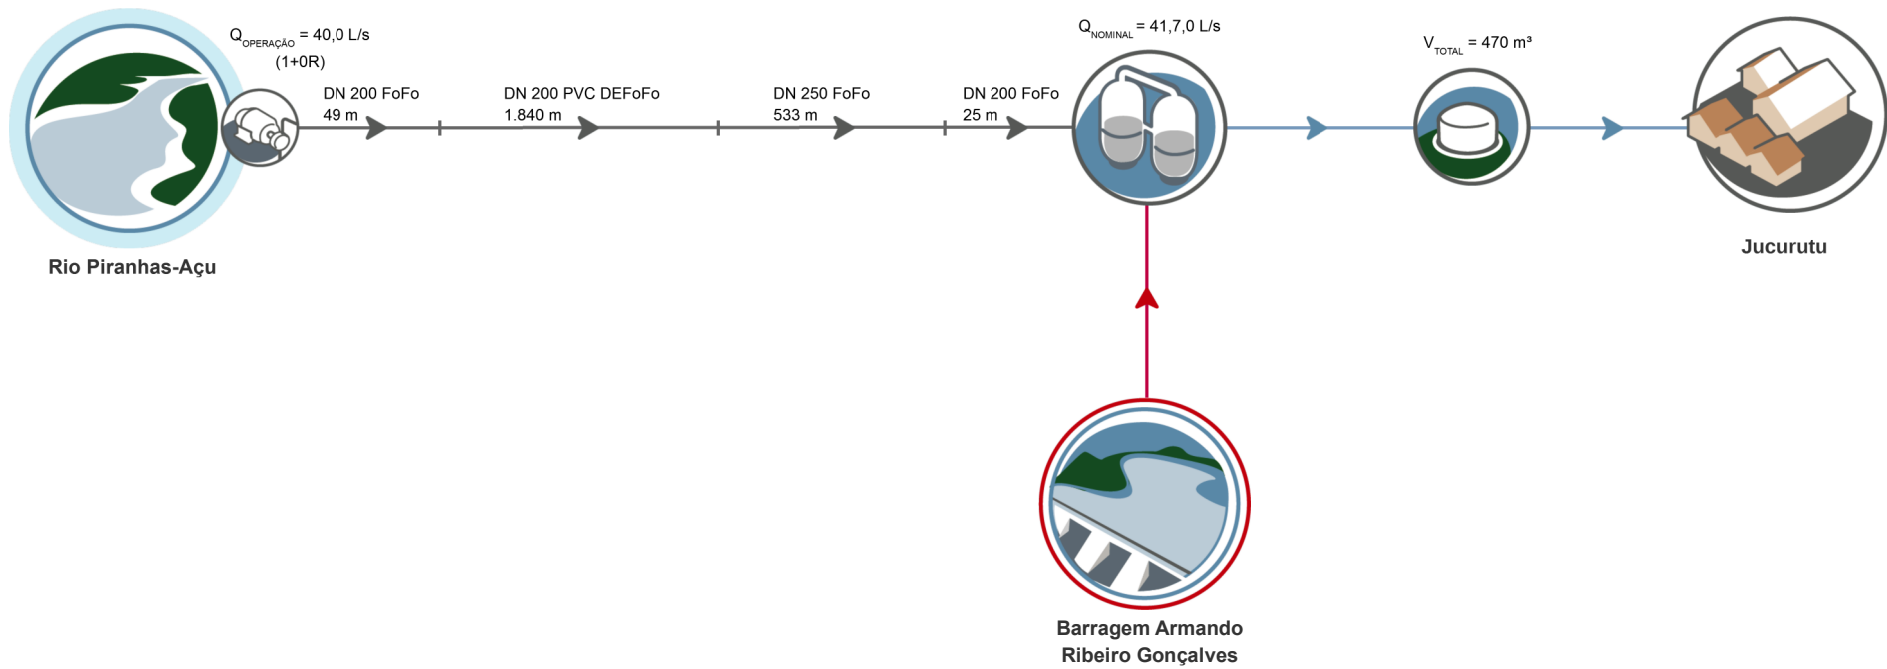 Q OPERAÇÃO = 40,0 L/s
(1+0R)
DN 200 FoFo
49 m
DN 200 PVC DEFoFo
1.840 m
DN 250 FoFo
533 m
DN 200 FoFo
25 m
Q NOMINAL = 41,7,0 L/s
V TOTAL = 470 m³
Rio Piranhas-Açu
Jucurutu
Barragem Armando
Ribeiro Gonçalves